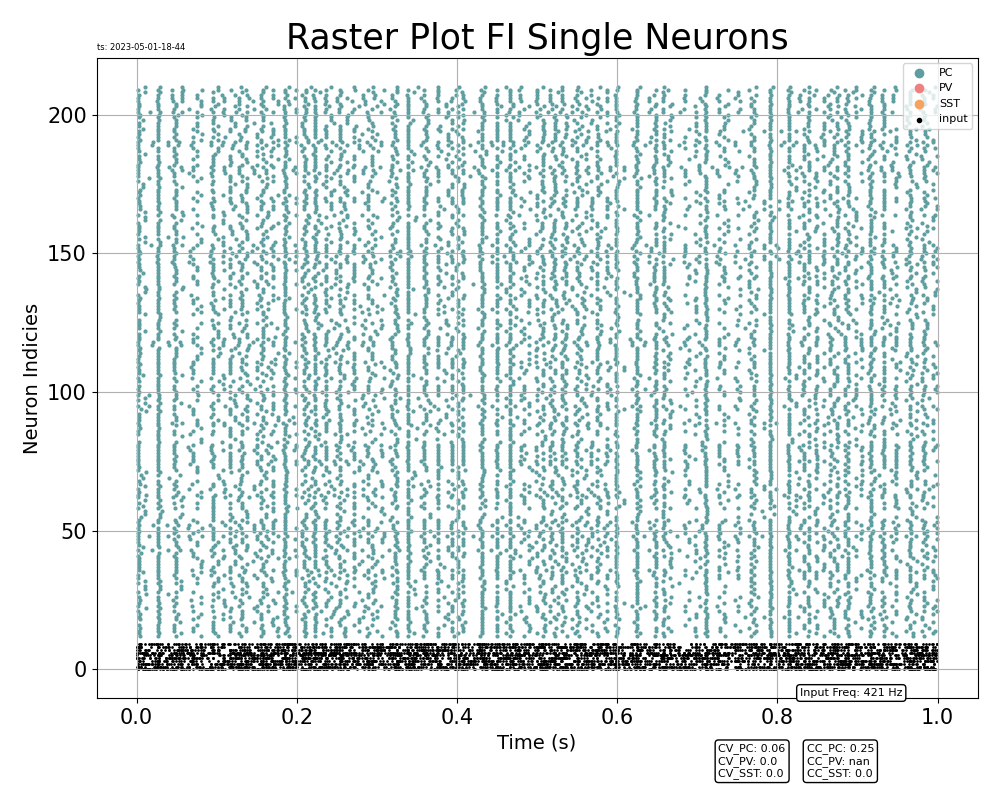 Raster Plot FI Single Neurons
ts: 2023-05-01-18-44
PC
PV
SST
input
200
150
100
50
0
Neuron Indicies
0.0 0.2 0.4 0.6 0.8 1.0
Time (s)
Input Freq: 421 Hz
CV_PC: 0.06
CV_PV: 0.0
CV_SST: 0.0
CC_PC: 0.25
CC_PV: nan
CC_SST: 0.0